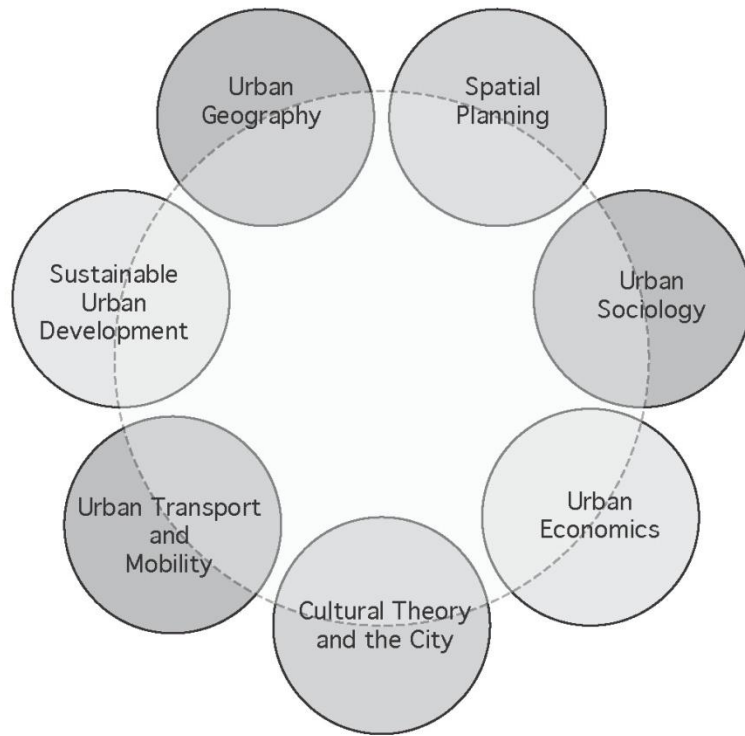 Urban
Geography
Spatial
Planning
Sustainable
Urban
Development
Urban
Sociology
Urban Transport
and
Mobility
Urban
Economics
Cultural Theory
and the City